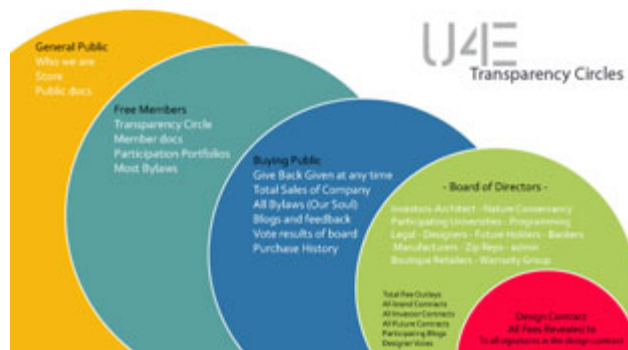 General Public
Who we are
Store
Public docs
U4E
Transparency Circles
Free Members
Transparency Circle
Member docs
Participation Portfolios
Most Bylaws
Buying Public
Give Back Given at any time
Total Sales of Company
All Bylaws (Our Soul)
Blogs and feedback
Vote results of board
Purchase History
- Board of Directors -
Investors-Architect - Nature Conservancy
Participating Universities - Programming
Legal - Designers - Future Holders - Bankers
Manufacturers - Zip Reps - admin
Boutique Retailers - Warranty Group
Total Fee Outlays
All Brand Contracts
All Investor Contracts
All Future Contracts
Participating Blogs
Designer Votes
Design Contract
All Fees Revealed to
To all signatures in the design contract